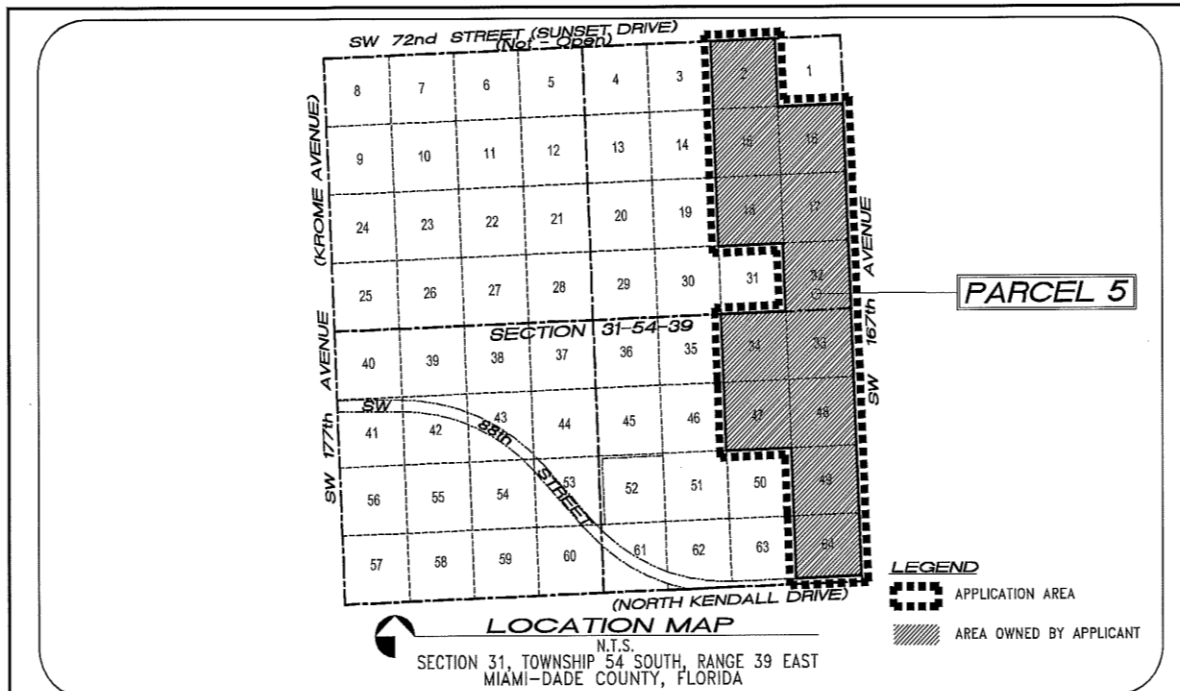 SW 72nd STREET (SUNSET DRIVE)
(Not - Open)
8 7 6 5 4 3 2 1
9 10 11 12 13 14 15 16
24 23 22 21 20 19 18 17
25 26 27 28 29 30 31 32
SECTION 31-54-39
40 39 38 37 36 35 34 33
41 42 43 44 45 46 47 48
56 55 54 53 52 51 50 49
57 58 59 60 61 62 63 64
SW 177th AVENUE (KROME AVENUE)
SW 88th STREET
SW 167th AVENUE
PARCEL 5
(NORTH KENDALL DRIVE)
LEGEND
APPLICATION AREA
AREA OWNED BY APPLICANT
LOCATION MAP
N.T.S.
SECTION 31, TOWNSHIP 54 SOUTH, RANGE 39 EAST
MIAMI-DADE COUNTY, FLORIDA